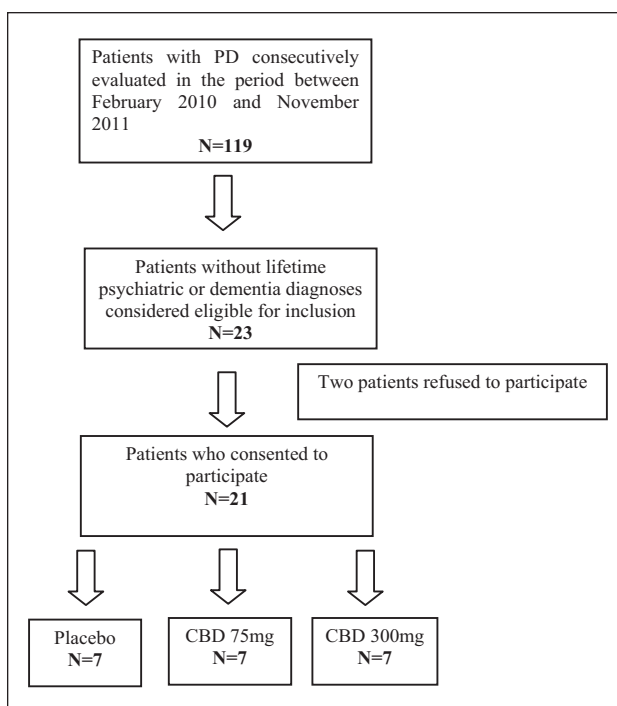 Patients with PD consecutively
evaluated in the period between
February 2010 and November
2011
N=119
Patients without lifetime
psychiatric or dementia diagnoses
considered eligible for inclusion
N=23
Two patients refused to participate
Patients who consented to
participate
N=21
Placebo
N=7
CBD 75mg
N=7
CBD 300mg
N=7